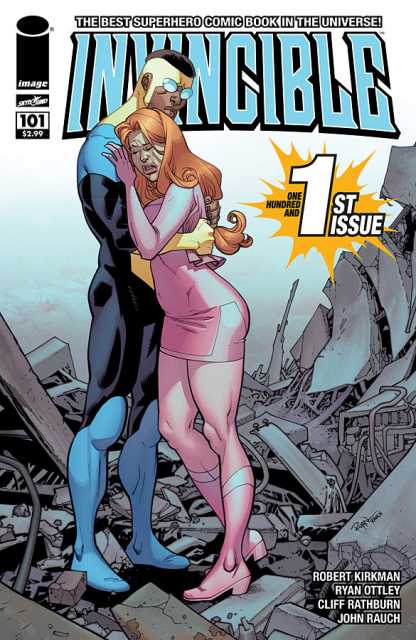 THE BEST SUPERHERO COMIC BOOK IN THE UNIVERSE!
INVINCIBLE
image
SKYBOUND
101
$2.99
ONE
HUNDRED
AND
1ST
ISSUE
ROBERT KIRKMAN
RYAN OTTLEY
CLIFF RATHBURN
JOHN RAUCH